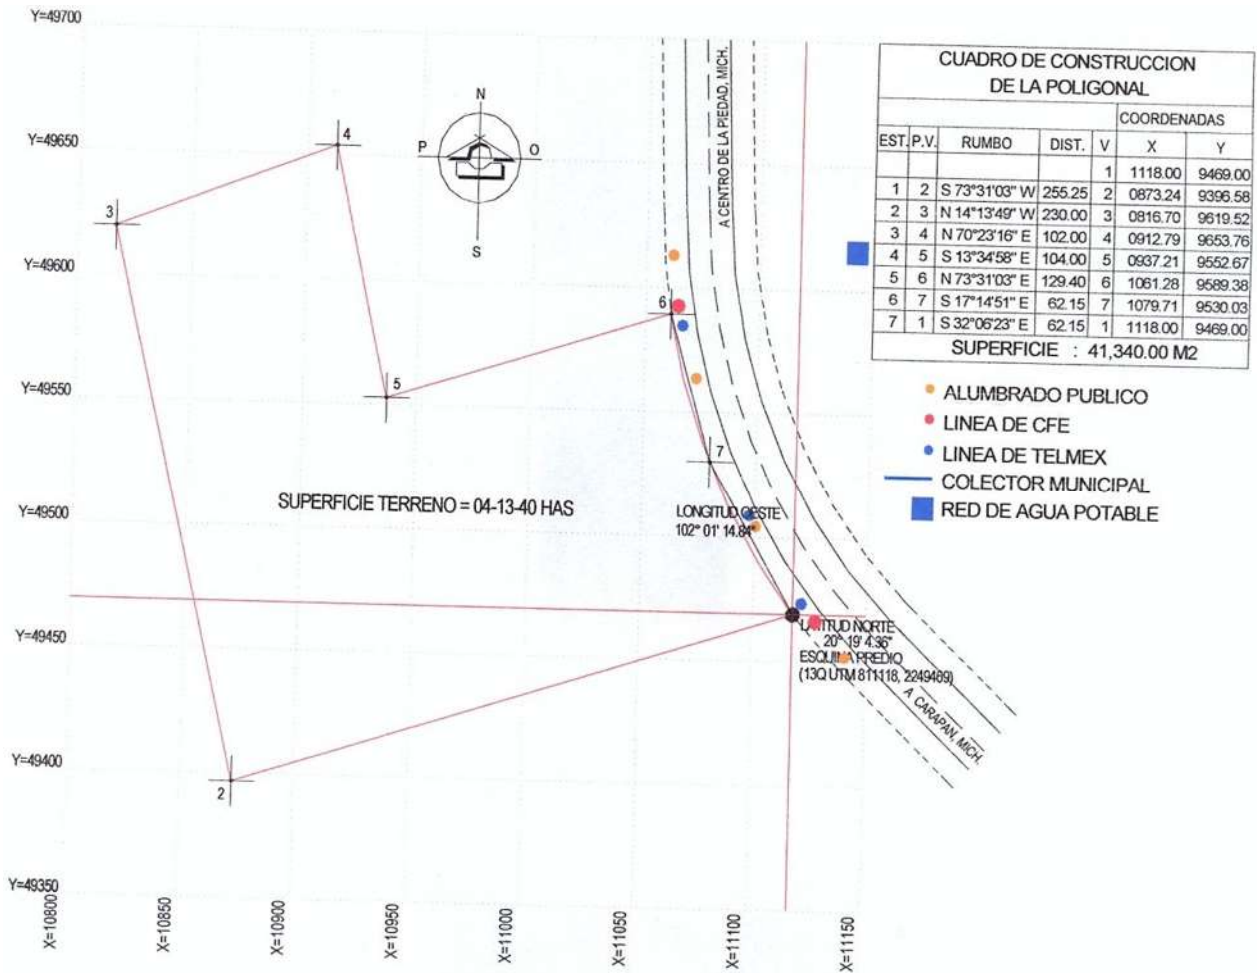 Y=49700
Y=49650
Y=49600
Y=49550
Y=49500
Y=49450
Y=49400
Y=49350
X=10800
X=10850
X=10900
X=10950
X=11000
X=11050
X=11100
X=11150
N
P
O
S
3
4
5
6
7
2
A CENTRO DE LA PIEDAD, MICH.
SUPERFICIE TERRENO = 04-13-40 HAS
LONGITUD OESTE
102° 01' 14.84"
LATITUD NORTE
20° 19' 4.36"
ESQUINA PREDIO
(13Q UTM 811118, 2249469)
A CARAPAN, MICH.
CUADRO DE CONSTRUCCION
DE LA POLIGONAL
COORDENADAS
EST. P.V. RUMBO DIST. V X Y
1 1118.00 9469.00
1 2 S 73°31'03" W 255.25 2 0873.24 9396.58
2 3 N 14°13'49" W 230.00 3 0816.70 9619.52
3 4 N 70°23'16" E 102.00 4 0912.79 9653.76
4 5 S 13°34'58" E 104.00 5 0937.21 9552.67
5 6 N 73°31'03" E 129.40 6 1061.28 9589.38
6 7 S 17°14'51" E 62.15 7 1079.71 9530.03
7 1 S 32°06'23" E 62.15 1 1118.00 9469.00
SUPERFICIE : 41,340.00 M2
ALUMBRADO PUBLICO
LINEA DE CFE
LINEA DE TELMEX
COLECTOR MUNICIPAL
RED DE AGUA POTABLE